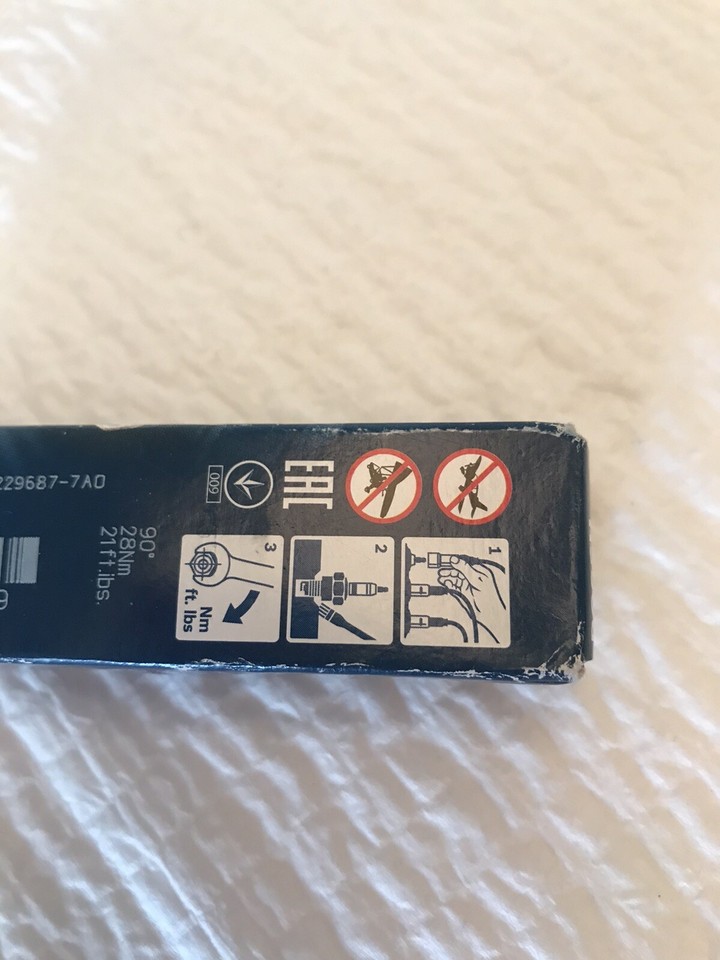 229687-7A0
90°
28Nm
21ft.lbs.
EAC
009
1
2
3
Nm
ft. lbs